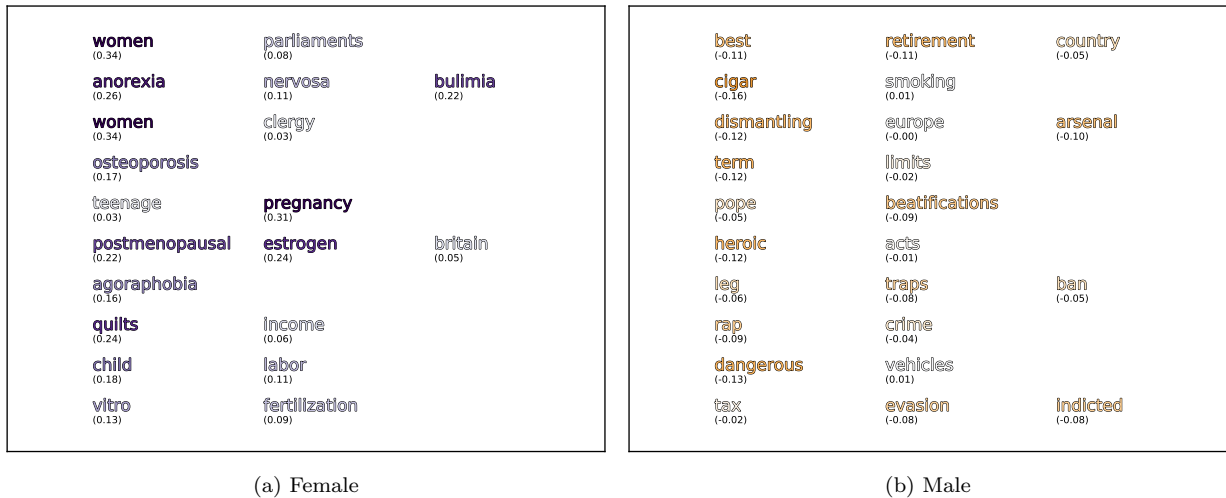 women parliaments
(0.34) (0.08)
anorexia nervosa bulimia
(0.26) (0.11) (0.22)
women clergy
(0.34) (0.03)
osteoporosis
(0.17)
teenage pregnancy
(0.03) (0.31)
postmenopausal estrogen britain
(0.22) (0.24) (0.05)
agoraphobia
(0.16)
quilts income
(0.24) (0.06)
child labor
(0.18) (0.11)
vitro fertilization
(0.13) (0.09)
(a) Female
best retirement country
(-0.11) (-0.11) (-0.05)
cigar smoking
(-0.16) (0.01)
dismantling europe arsenal
(-0.12) (-0.00) (-0.10)
term limits
(-0.12) (-0.02)
pope beatifications
(-0.05) (-0.09)
heroic acts
(-0.12) (-0.01)
leg traps ban
(-0.06) (-0.08) (-0.05)
rap crime
(-0.09) (-0.04)
dangerous vehicles
(-0.13) (0.01)
tax evasion indicted
(-0.02) (-0.08) (-0.08)
(b) Male